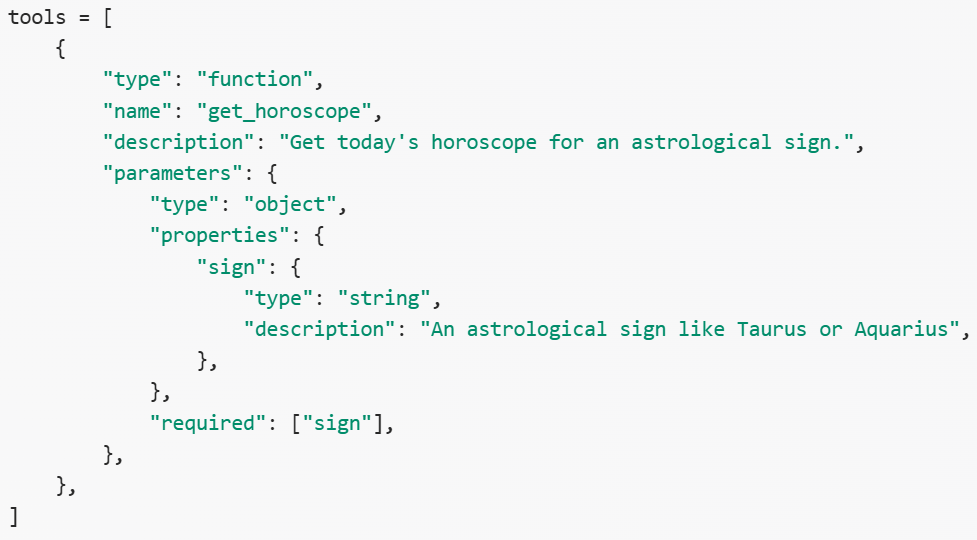 tools = [
    {
        "type": "function",
        "name": "get_horoscope",
        "description": "Get today's horoscope for an astrological sign.",
        "parameters": {
            "type": "object",
            "properties": {
                "sign": {
                    "type": "string",
                    "description": "An astrological sign like Taurus or Aquarius",
                },
            },
            "required": ["sign"],
        },
    },
]